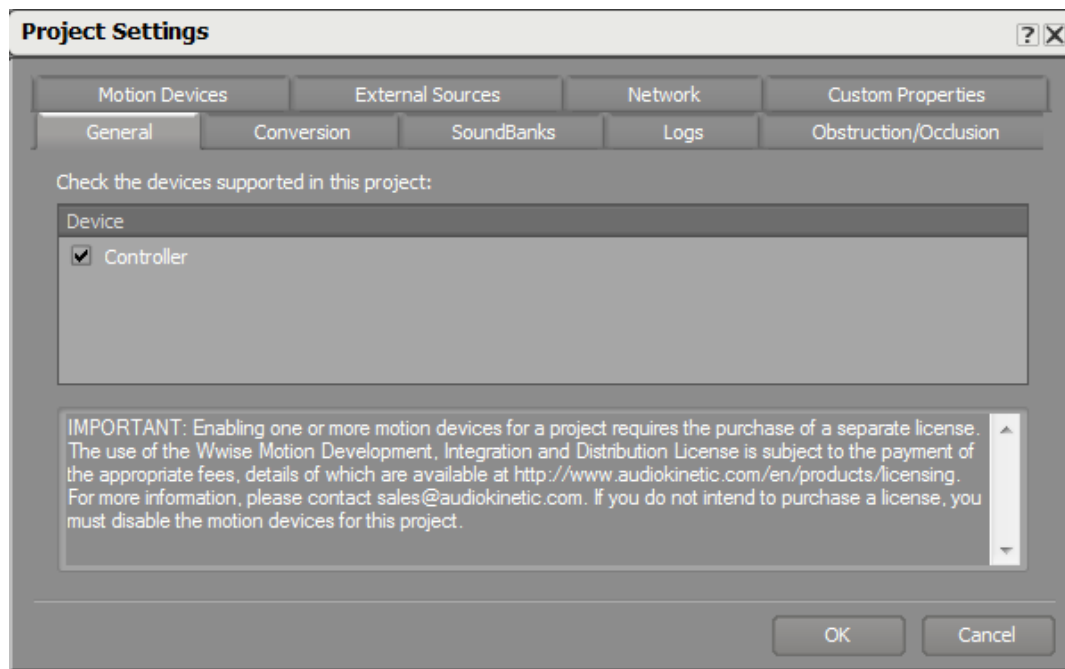 Project Settings
?
Motion Devices
External Sources
Network
Custom Properties
General
Conversion
SoundBanks
Logs
Obstruction/Occlusion
Check the devices supported in this project:
Device
Controller
IMPORTANT: Enabling one or more motion devices for a project requires the purchase of a separate license.
The use of the Wwise Motion Development, Integration and Distribution License is subject to the payment of
the appropriate fees, details of which are available at http://www.audiokinetic.com/en/products/licensing.
For more information, please contact sales@audiokinetic.com. If you do not intend to purchase a license, you
must disable the motion devices for this project.
OK
Cancel